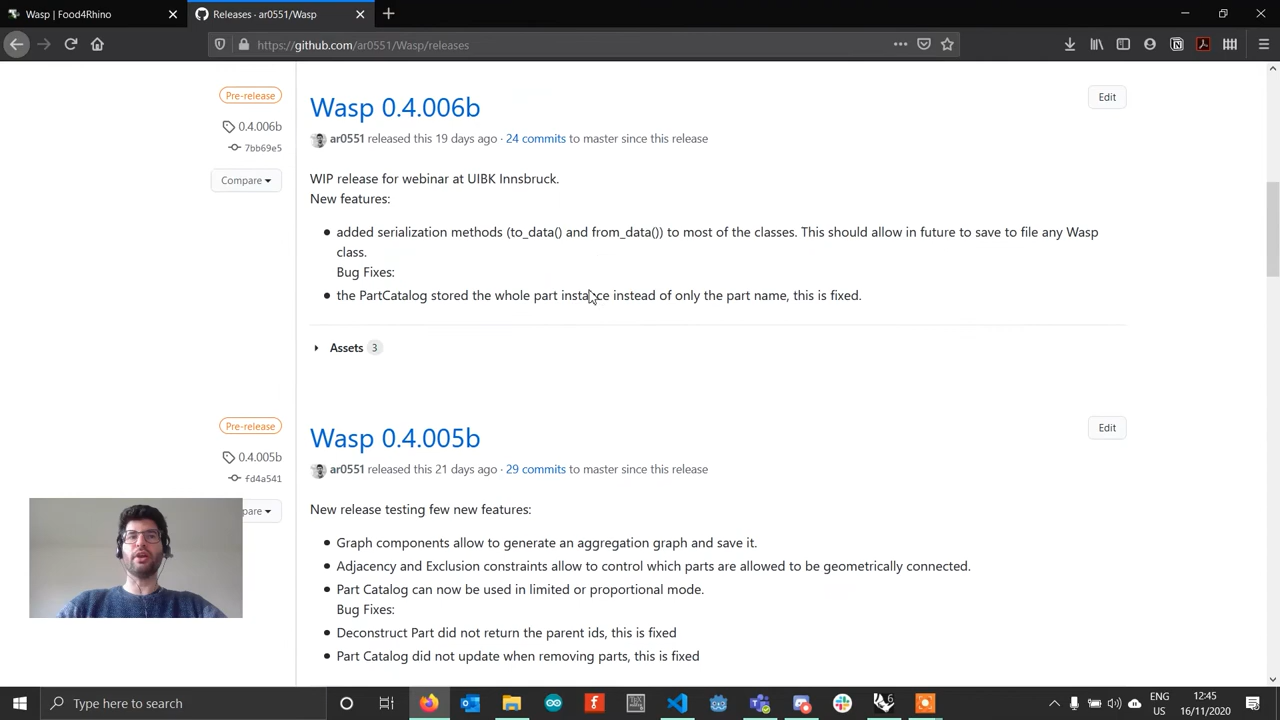 Wasp | Food4Rhino
Releases · ar0551/Wasp
https://github.com/ar0551/Wasp/releases
Pre-release
Wasp 0.4.006b
Edit
0.4.006b
ar0551 released this 19 days ago · 24 commits to master since this release
7bb69e5
Compare
WIP release for webinar at UIBK Innsbruck.
New features:
added serialization methods (to_data() and from_data()) to most of the classes. This should allow in future to save to file any Wasp
class.
Bug Fixes:
the PartCatalog stored the whole part instance instead of only the part name, this is fixed.
Assets 3
Pre-release
Wasp 0.4.005b
Edit
0.4.005b
ar0551 released this 21 days ago · 29 commits to master since this release
fd4a541
pare
New release testing few new features:
Graph components allow to generate an aggregation graph and save it.
Adjacency and Exclusion constraints allow to control which parts are allowed to be geometrically connected.
Part Catalog can now be used in limited or proportional mode.
Bug Fixes:
Deconstruct Part did not return the parent ids, this is fixed
Part Catalog did not update when removing parts, this is fixed
Type here to search
ENG
US
12:45
16/11/2020